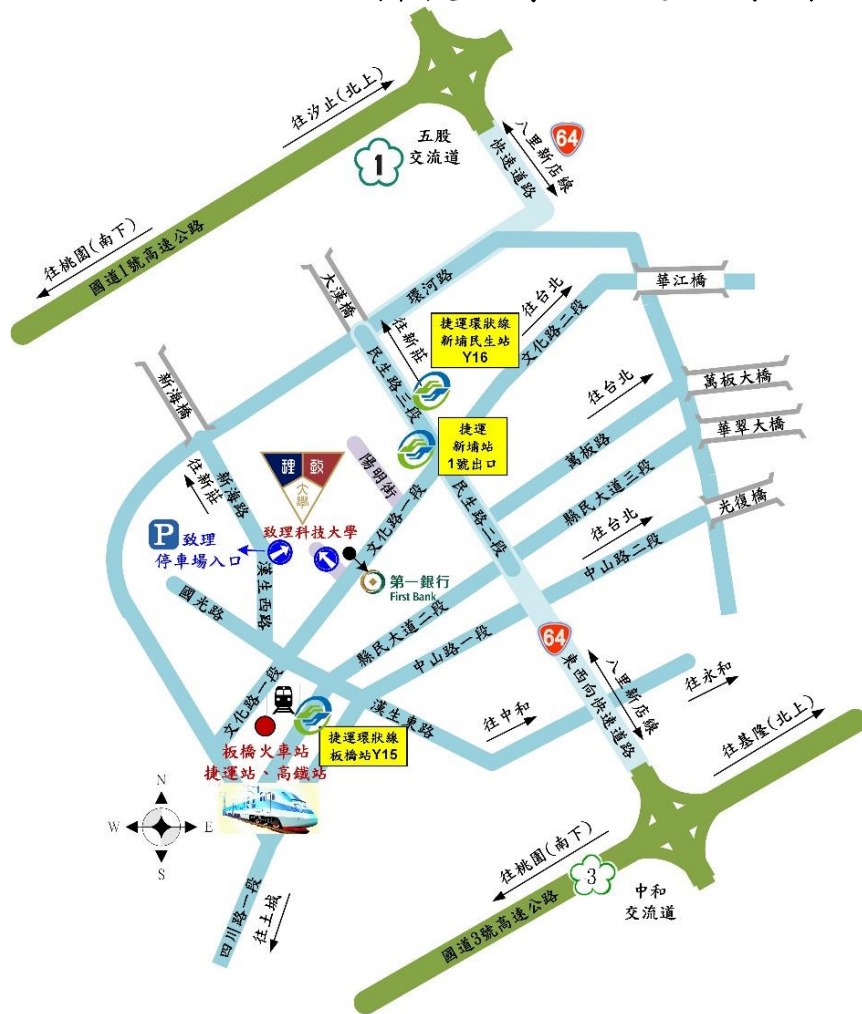 往汐止(北上)
五股
交流道
1
64
八里新店線
快速道路
往桃園(南下)
國道1號高速公路
大漢橋
環河路
往台北
華江橋
捷運環狀線
新埔民生站
Y16
文化路二段
往新莊
民生路三段
新海橋
往台北
萬板大橋
捷運
新埔站
1號出口
華翠大橋
萬板路
陽明街
理 致
大學
往新莊
新海路
縣民大道三段
民生路二段
文化路一段
往台北
光復橋
致理科技大學
P 致理
停車場入口
第一銀行
First Bank
中山路二段
漢生西路
國光路
縣民大道二段
中山路一段
64
文化路一段
漢生東路
東西向快速道路
八里新店線
往永和
往中和
捷運環狀線
板橋站Y15
板橋火車站
捷運站、高鐵站
往基隆(北上)
N
W
E
S
往桃園(南下)
3
中和
交流道
國道3號高速公路
四川路一段
往土城